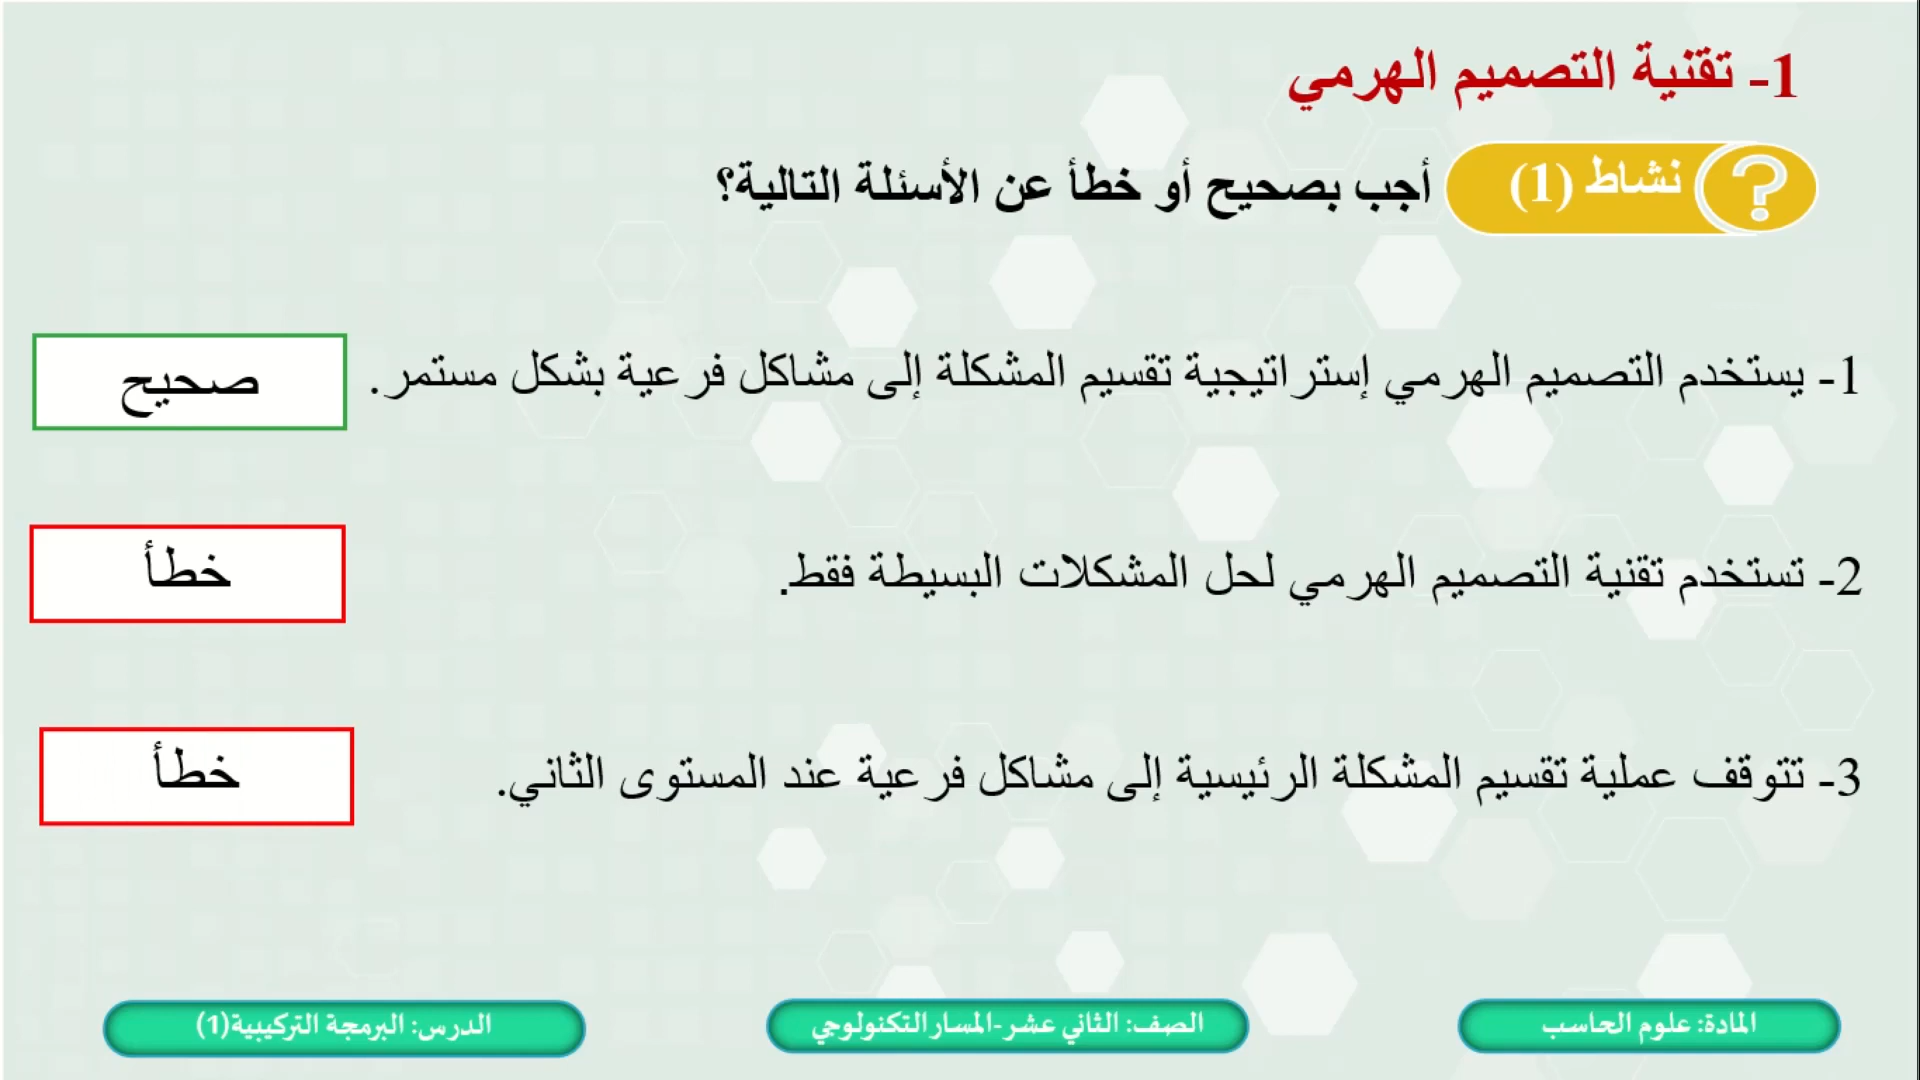 1- تقنية التصميم الهرمي
نشاط (1) أجب بصحيح أو خطأ عن الأسئلة التالية؟
1- يستخدم التصميم الهرمي إستراتيجية تقسيم المشكلة إلى مشاكل فرعية بشكل مستمر. صحيح
2- تستخدم تقنية التصميم الهرمي لحل المشكلات البسيطة فقط. خطأ
3- تتوقف عملية تقسيم المشكلة الرئيسية إلى مشاكل فرعية عند المستوى الثاني. خطأ
المادة: علوم الحاسب الصف: الثاني عشر-المسار التكنولوجي الدرس: البرمجة التركيبية(1)